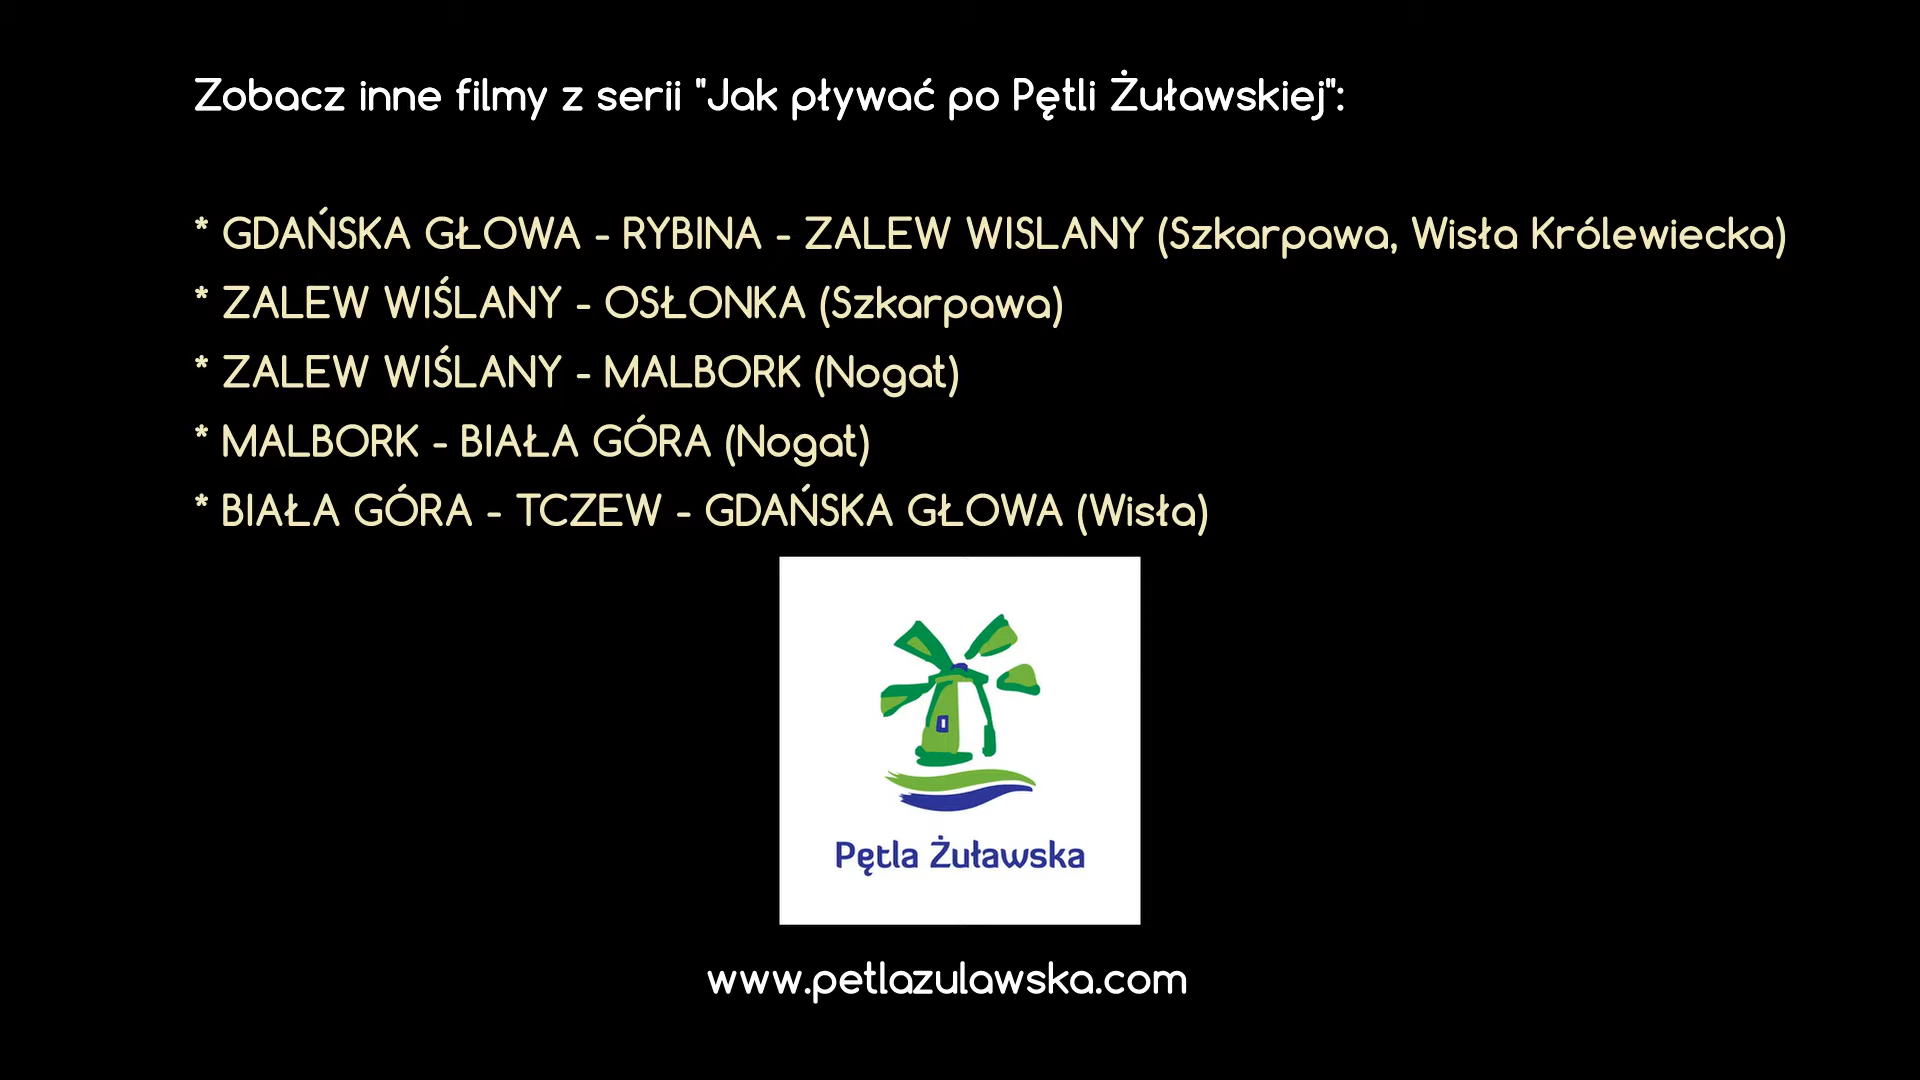 Zobacz inne filmy z serii "Jak pływać po Pętli Żuławskiej":
* GDAŃSKA GŁOWA - RYBINA - ZALEW WISLANY (Szkarpawa, Wisła Królewiecka)
* ZALEW WIŚLANY - OSŁONKA (Szkarpawa)
* ZALEW WIŚLANY - MALBORK (Nogat)
* MALBORK - BIAŁA GÓRA (Nogat)
* BIAŁA GÓRA - TCZEW - GDAŃSKA GŁOWA (Wisła)
Pętla Żuławska
www.petlazulawska.com